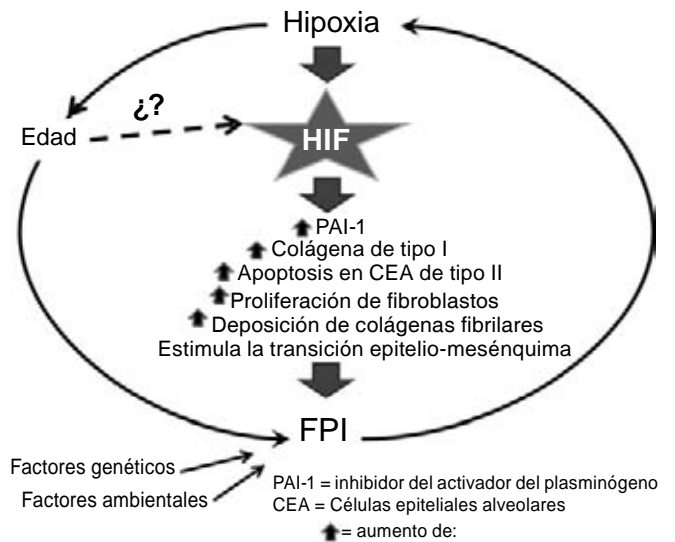 Hipoxia
¿?
Edad
HIF
PAI-1
Colágena de tipo I
Apoptosis en CEA de tipo II
Proliferación de fibroblastos
Deposición de colágenas fibrilares
Estimula la transición epitelio-mesénquima
FPI
Factores genéticos
Factores ambientales
PAI-1 = inhibidor del activador del plasminógeno
CEA = Células epiteliales alveolares
= aumento de: